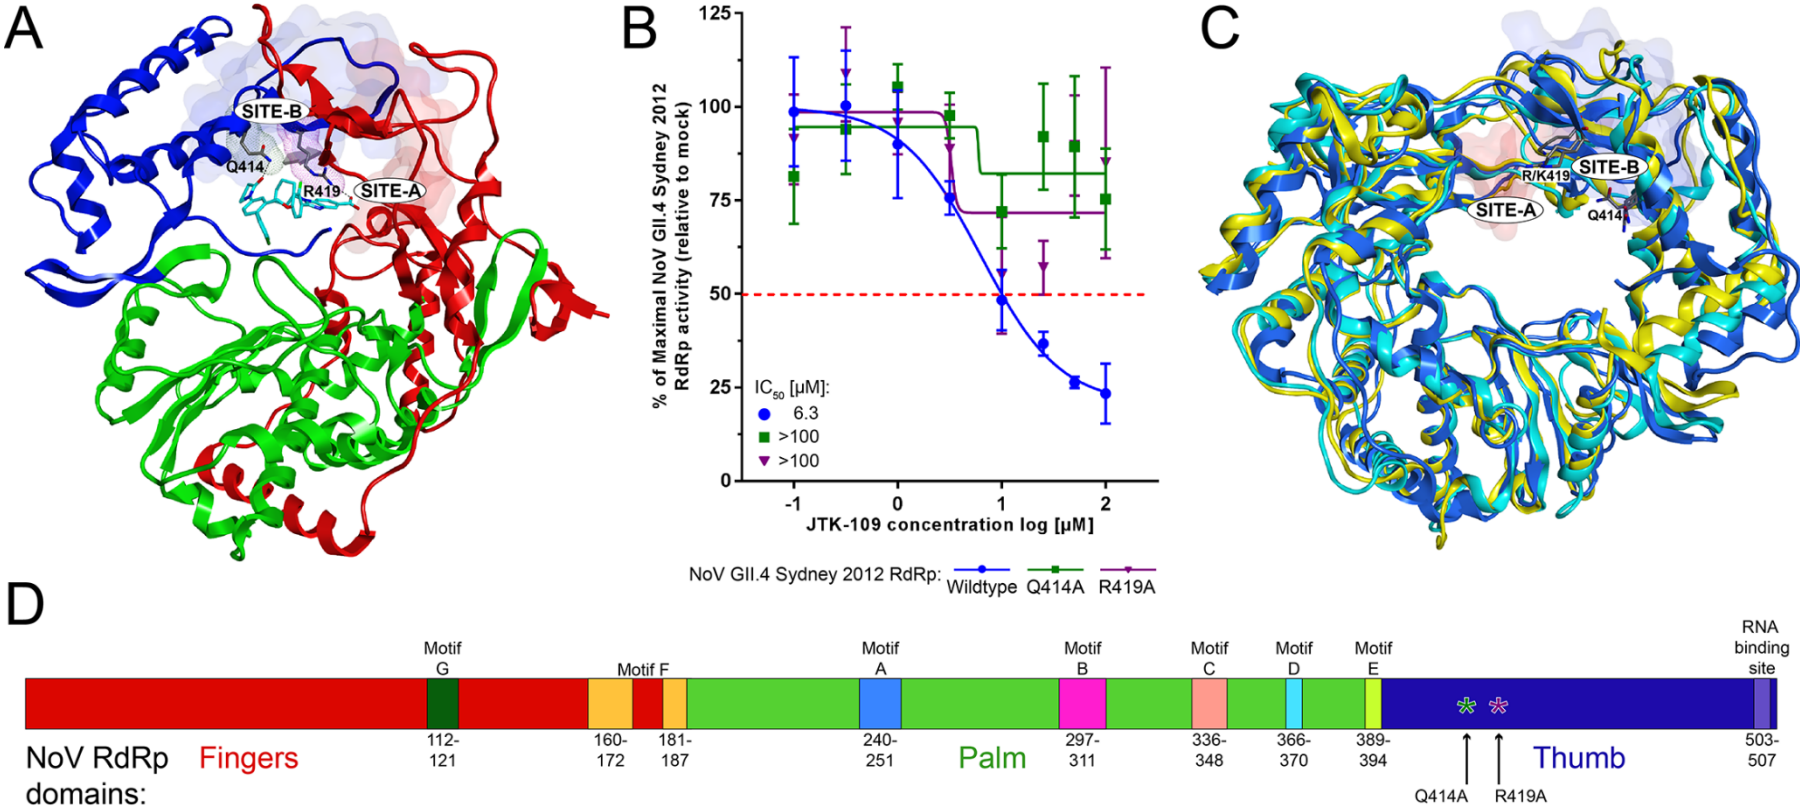 A
SITE-B
Q414
R419
SITE-A
B
% of Maximal NoV GII.4 Sydney 2012
RdRp activity (relative to mock)
125
100
75
50
25
0
IC50 [µM]:
6.3
>100
>100
-1
0
1
2
JTK-109 concentration log [µM]
NoV GII.4 Sydney 2012 RdRp:
Wildtype
Q414A
R419A
C
R/K419
SITE-B
SITE-A
Q414
D
Motif
G
Motif F
Motif
A
Motif
B
Motif
C
Motif
D
Motif
E
RNA
binding
site
* *
112-
121
160-
172
181-
187
240-
251
297-
311
336-
348
366-
370
389-
394
503-
507
NoV RdRp
domains:
Fingers
Palm
Thumb
Q414A
R419A